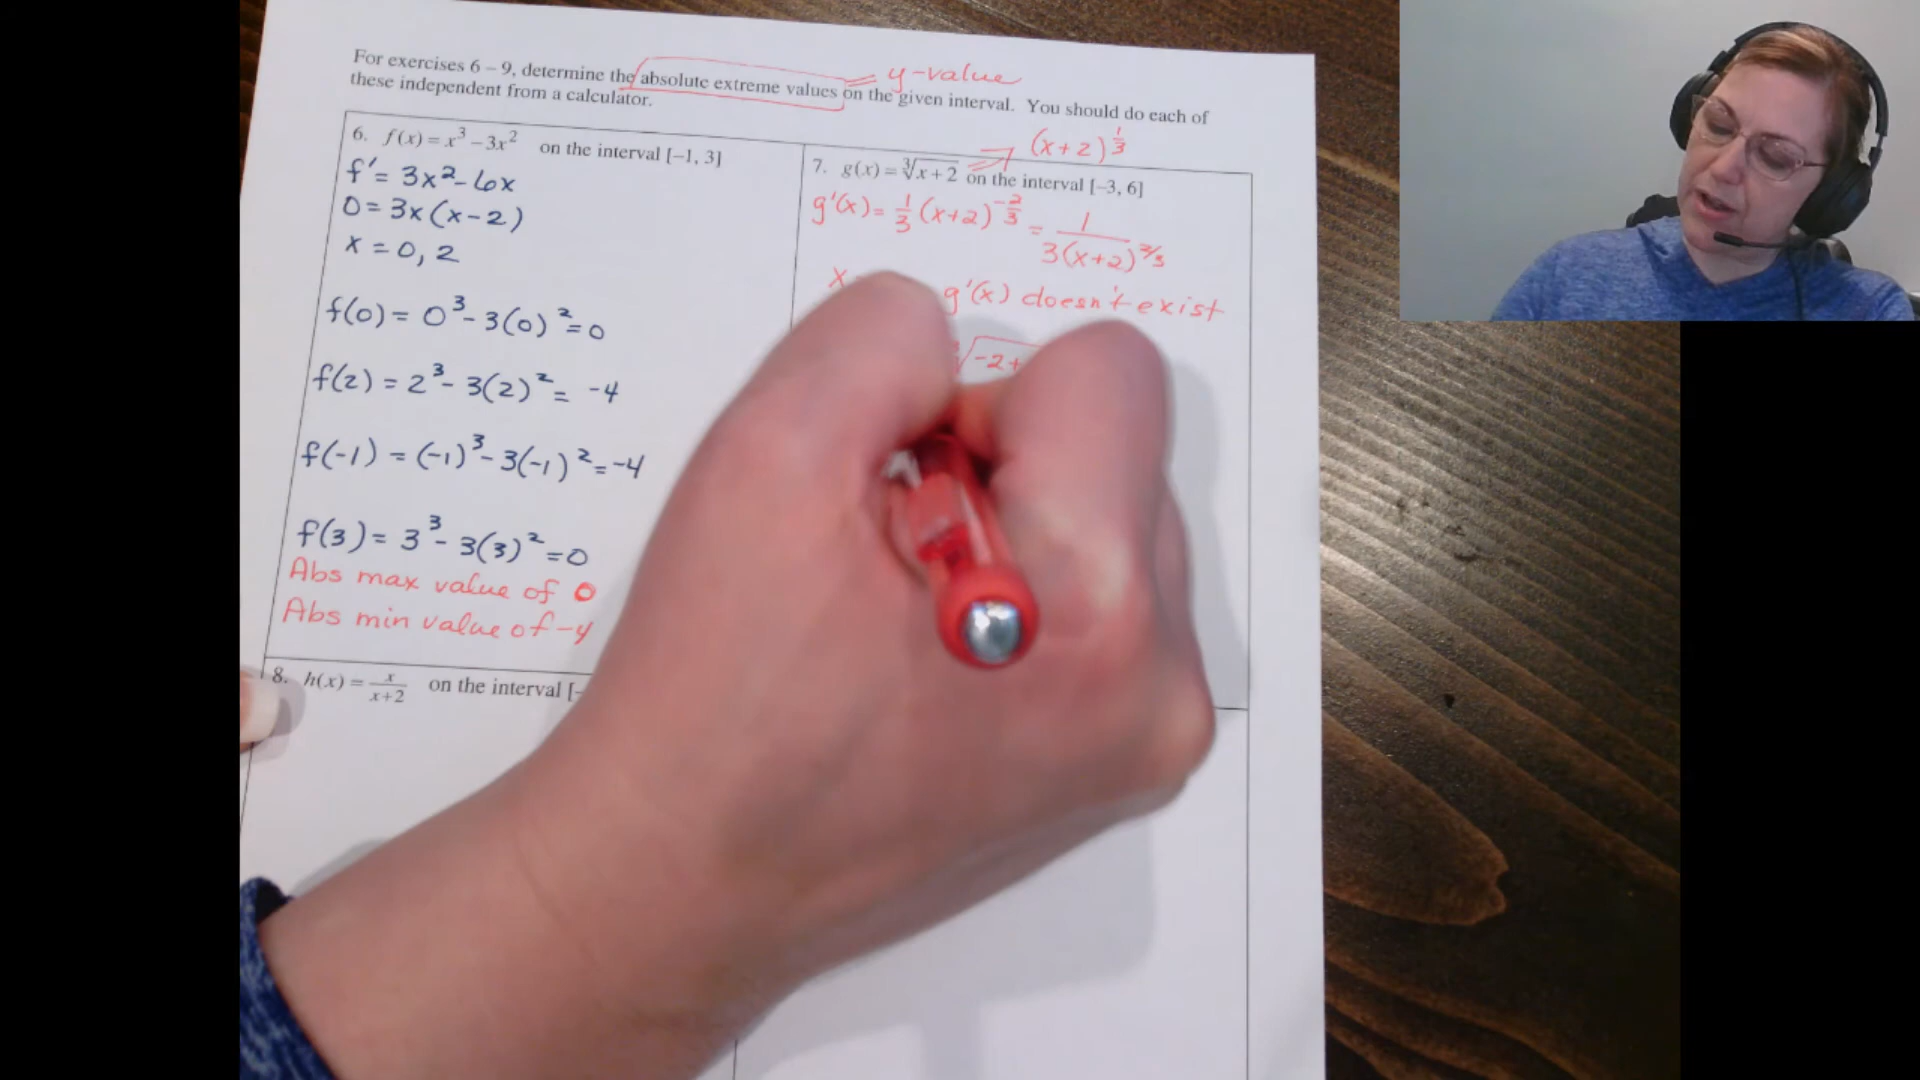 For exercises 6 – 9, determine the absolute extreme values on the given interval. You should do each of
these independent from a calculator.
= y-value
6. f(x) = x³ – 3x² on the interval [–1, 3]
f' = 3x² - 6x
0 = 3x(x-2)
x = 0, 2
f(0) = 0³ - 3(0)² = 0
f(2) = 2³ - 3(2)² = -4
f(-1) = (-1)³ - 3(-1)² = -4
f(3) = 3³ - 3(3)² = 0
Abs max value of 0
Abs min value of -4
(x+2)^{1/3}
7. g(x) = ∛(x+2) on the interval [–3, 6]
g'(x) = 1/3 (x+2)^{-2/3} = 1/(3(x+2)^{2/3})
x g'(x) doesn't exist
∛-2+
8. h(x) = x/(x+2) on the interval [-